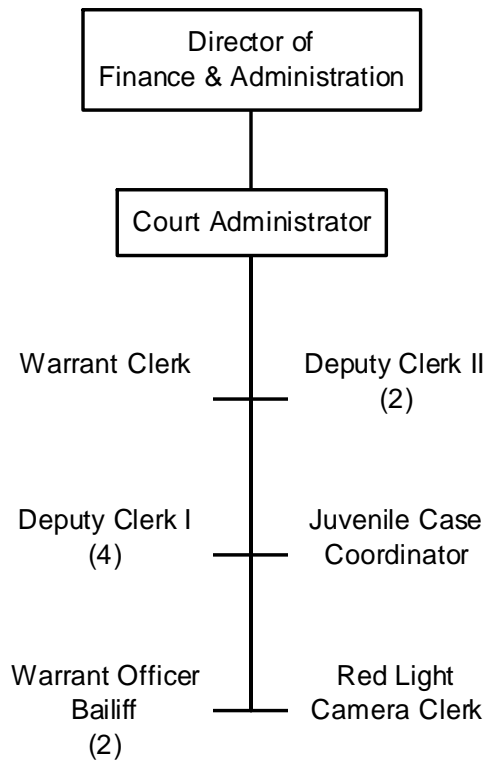 Director of
Finance & Administration
Court Administrator
Warrant Clerk
Deputy Clerk II
(2)
Deputy Clerk I
(4)
Juvenile Case
Coordinator
Warrant Officer
Bailiff
(2)
Red Light
Camera Clerk